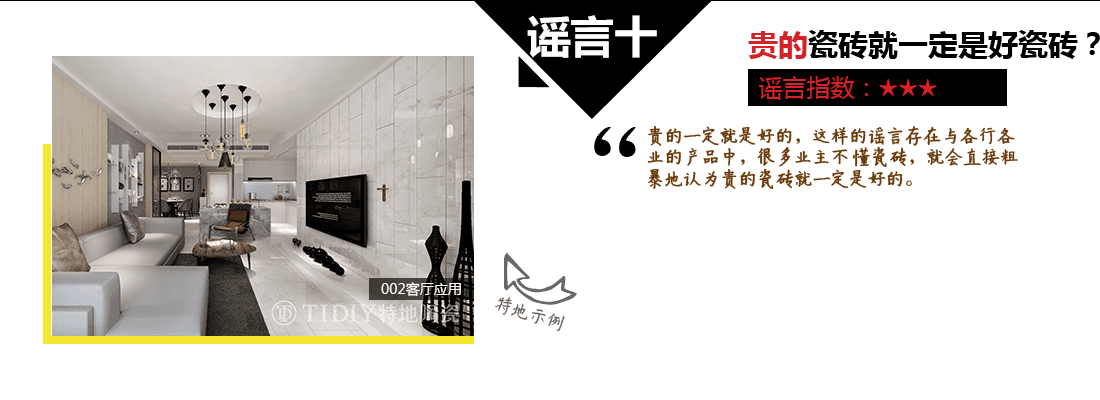 谣言十
贵的瓷砖就一定是好瓷砖？
谣言指数：★★★
贵的一定就是好的，这样的谣言存在与各行各
业的产品中，很多业主不懂瓷砖，就会直接粗
暴地认为贵的瓷砖就一定是好的。
002客厅应用
TIDIY特地陶瓷
特地示例